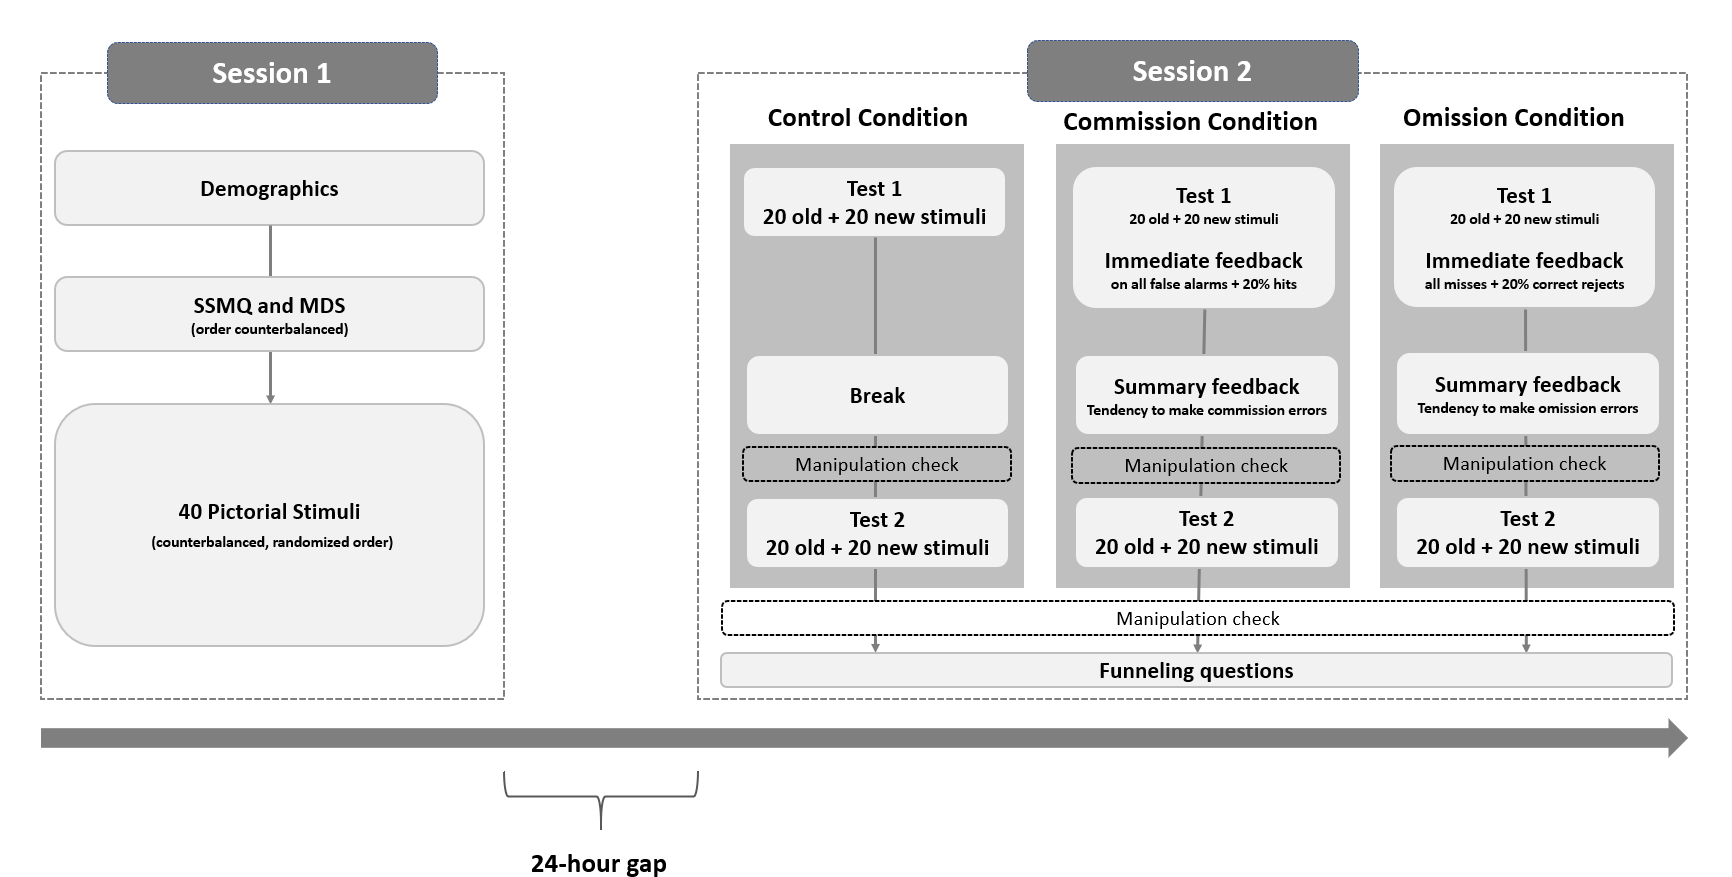 Session 1
Demographics
SSMQ and MDS
(order counterbalanced)
40 Pictorial Stimuli
(counterbalanced, randomized order)
Session 2
Control Condition
Test 1
20 old + 20 new stimuli
Break
Manipulation check
Test 2
20 old + 20 new stimuli
Commission Condition
Test 1
20 old + 20 new stimuli
Immediate feedback
on all false alarms + 20% hits
Summary feedback
Tendency to make commission errors
Manipulation check
Test 2
20 old + 20 new stimuli
Omission Condition
Test 1
20 old + 20 new stimuli
Immediate feedback
all misses + 20% correct rejects
Summary feedback
Tendency to make omission errors
Manipulation check
Test 2
20 old + 20 new stimuli
Manipulation check
Funneling questions
24-hour gap